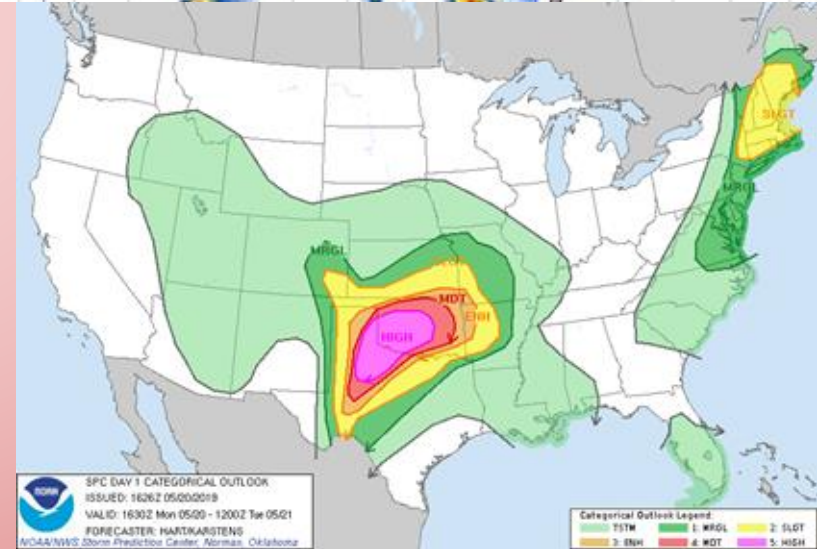 SLGT
MRGL
MRGL
MDT
ENH
HIGH
NOAA
SPC DAY 1 CATEGORICAL OUTLOOK
ISSUED: 1626Z 05/20/2019
VALID: 1630Z Mon 05/20 - 1200Z Tue 05/21
FORECASTER: HART/KARSTENS
NOAA/NWS Storm Prediction Center, Norman, Oklahoma
Categorical Outlook Legend:
TSTM 1: MRGL 2: SLGT
3: ENH 4: MDT 5: HIGH